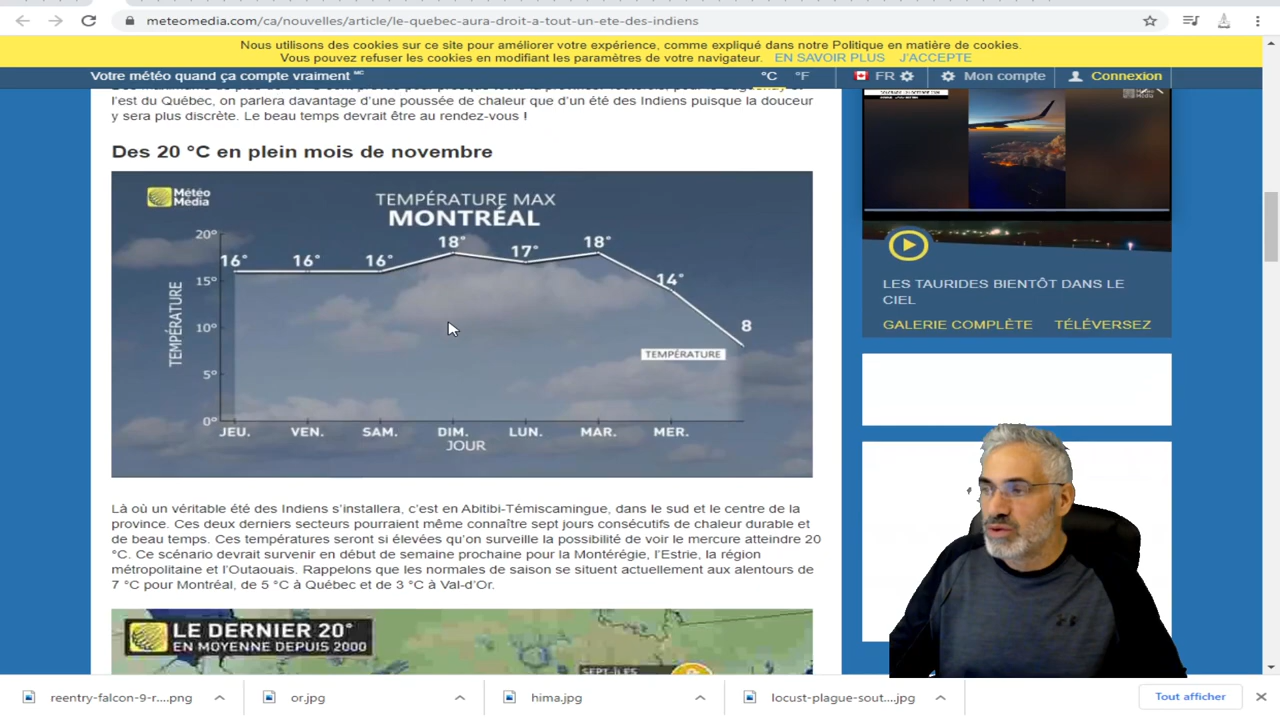 meteomedia.com/ca/nouvelles/article/le-quebec-aura-droit-a-tout-un-ete-des-indiens
Nous utilisons des cookies sur ce site pour améliorer votre expérience, comme expliqué dans notre Politique en matière de cookies.
Vous pouvez refuser les cookies en modifiant les paramètres de votre navigateur. EN SAVOIR PLUS J'ACCEPTE
Votre météo quand ça compte vraiment MC
°C °F FR Mon compte Connexion
l'est du Québec, on parlera davantage d'une poussée de chaleur que d'un été des Indiens puisque la douceur
y sera plus discrète. Le beau temps devrait être au rendez-vous !
Des 20 °C en plein mois de novembre
Météo
Média
TEMPÉRATURE MAX
MONTRÉAL
20°
15°
10°
5°
0°
TEMPÉRATURE
16° 16° 16° 18° 17° 18° 14° 8
TEMPÉRATURE
JEU. VEN. SAM. DIM. LUN. MAR. MER.
JOUR
LES TAURIDES BIENTÔT DANS LE
CIEL
GALERIE COMPLÈTE TÉLÉVERSEZ
Là où un véritable été des Indiens s'installera, c'est en Abitibi-Témiscamingue, dans le sud et le centre de la
province. Ces deux derniers secteurs pourraient même connaître sept jours consécutifs de chaleur durable et
de beau temps. Ces températures seront si élevées qu'on surveille la possibilité de voir le mercure atteindre 20
°C. Ce scénario devrait survenir en début de semaine prochaine pour la Montérégie, l'Estrie, la région
métropolitaine et l'Outaouais. Rappelons que les normales de saison se situent actuellement aux alentours de
7 °C pour Montréal, de 5 °C à Québec et de 3 °C à Val-d'Or.
LE DERNIER 20°
EN MOYENNE DEPUIS 2000
SEPT-ÎLES
reentry-falcon-9-r....png
or.jpg
hima.jpg
locust-plague-sout....jpg
Tout afficher